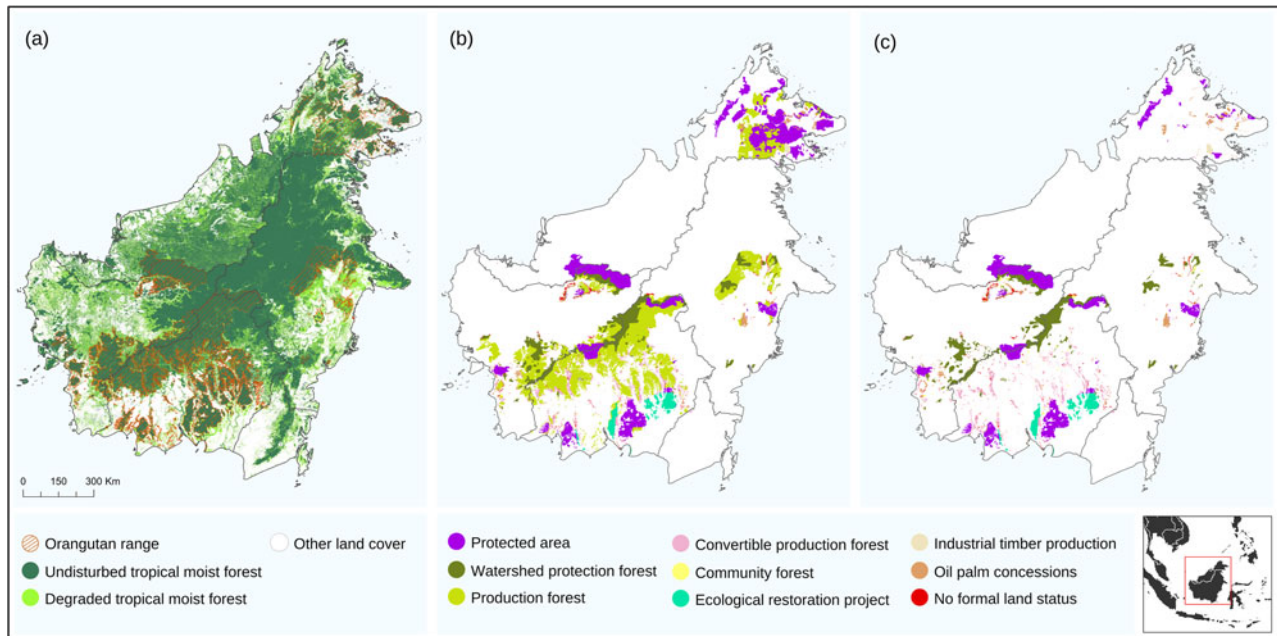 (a)
(b)
(c)
0 150 300 Km
Orangutan range
Other land cover
Undisturbed tropical moist forest
Degraded tropical moist forest
Protected area
Watershed protection forest
Production forest
Convertible production forest
Community forest
Ecological restoration project
Industrial timber production
Oil palm concessions
No formal land status